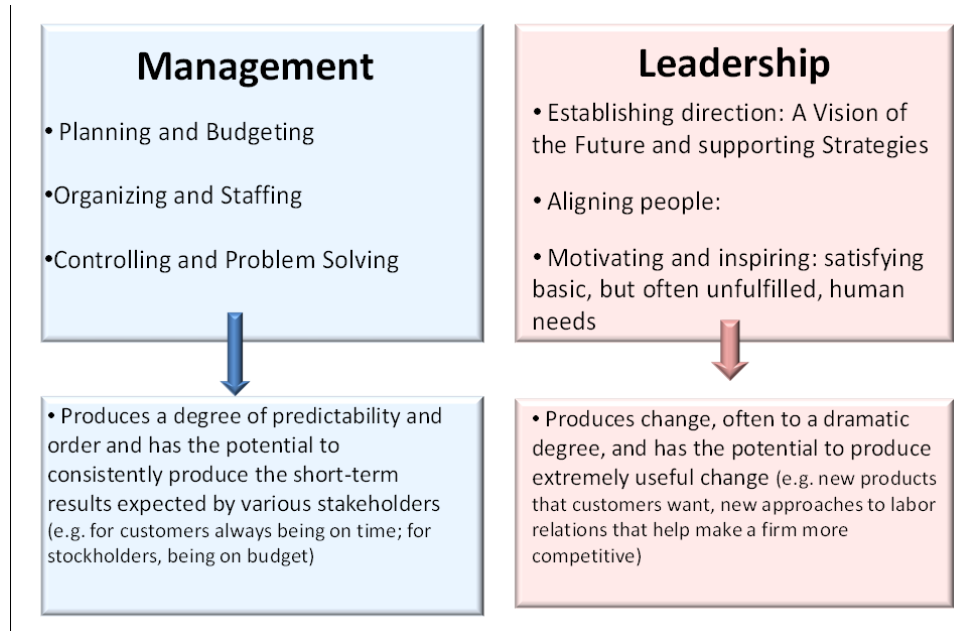 Management
• Planning and Budgeting
•Organizing and Staffing
•Controlling and Problem Solving
• Produces a degree of predictability and
order and has the potential to
consistently produce the short-term
results expected by various stakeholders
(e.g. for customers always being on time; for
stockholders, being on budget)
Leadership
• Establishing direction: A Vision of
the Future and supporting Strategies
• Aligning people:
• Motivating and inspiring: satisfying
basic, but often unfulfilled, human
needs
• Produces change, often to a dramatic
degree, and has the potential to produce
extremely useful change (e.g. new products
that customers want, new approaches to labor
relations that help make a firm more
competitive)